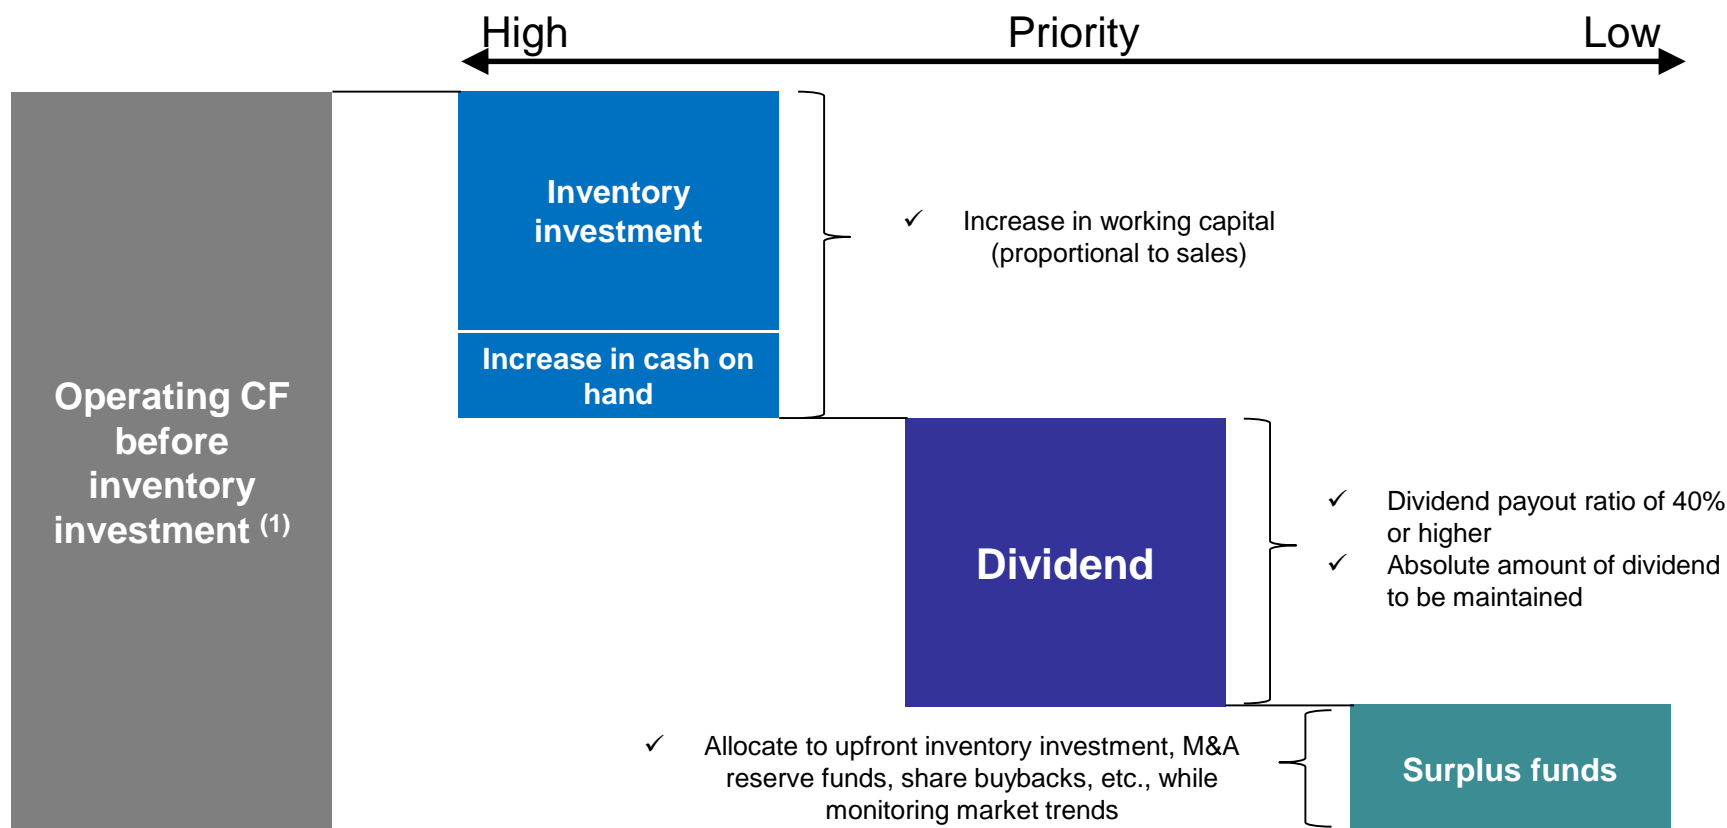 High Priority Low
Inventory
investment
✓ Increase in working capital
(proportional to sales)
Increase in cash on
hand
Operating CF
before
inventory
investment (1)
Dividend
✓ Dividend payout ratio of 40%
or higher
✓ Absolute amount of dividend
to be maintained
✓ Allocate to upfront inventory investment, M&A
reserve funds, share buybacks, etc., while
monitoring market trends
Surplus funds